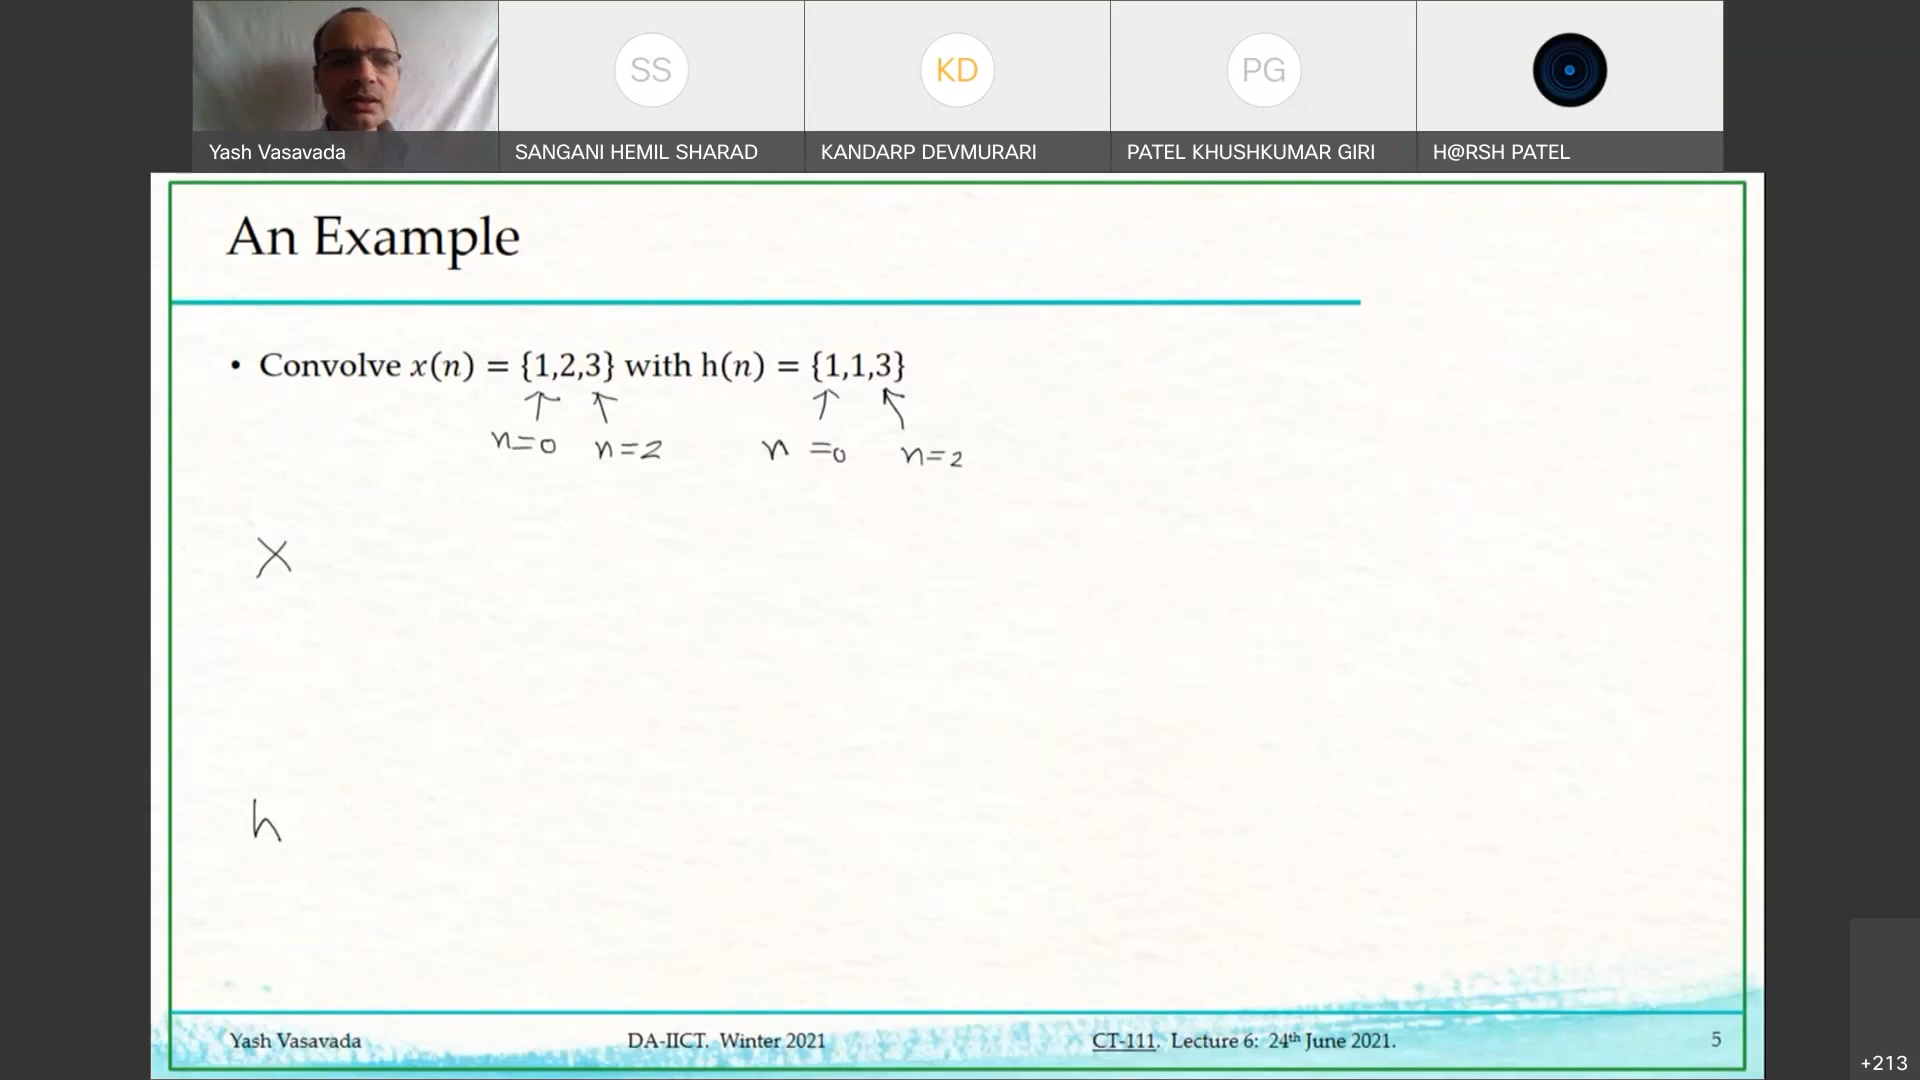 SS KD PG
Yash Vasavada SANGANI HEMIL SHARAD KANDARP DEVMURARI PATEL KHUSHKUMAR GIRI H@RSH PATEL
An Example
• Convolve x(n) = {1,2,3} with h(n) = {1,1,3}
n=0 n=2 n=0 n=2
x
h
Yash Vasavada DA-IICT. Winter 2021 CT-111. Lecture 6: 24th June 2021. 5
+213